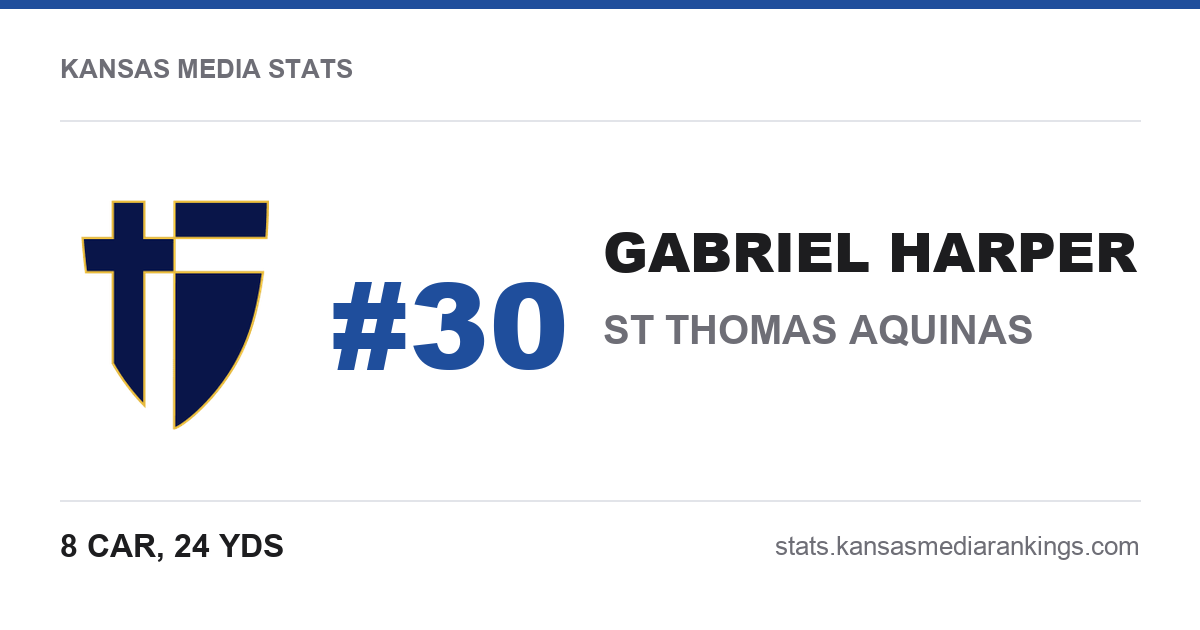 KANSAS MEDIA STATS
#30
GABRIEL HARPER
ST THOMAS AQUINAS
8 CAR, 24 YDS
stats.kansasmediarankings.com